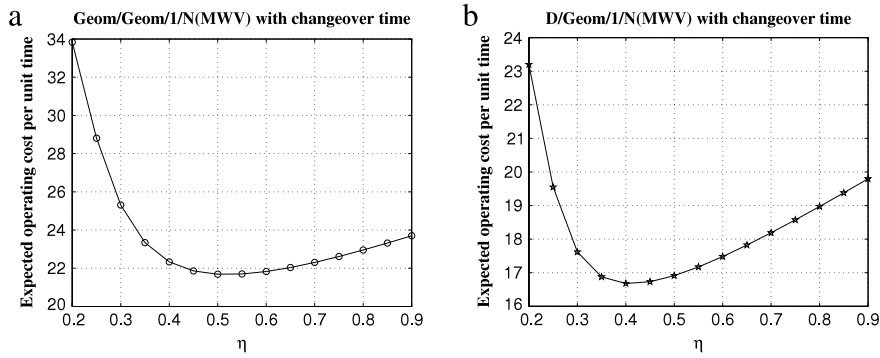 a
Geom/Geom/1/N(MWV) with changeover time
Expected operating cost per unit time
34
32
30
28
26
24
22
20
0.2 0.3 0.4 0.5 0.6 0.7 0.8 0.9
η
b
D/Geom/1/N(MWV) with changeover time
Expected operating cost per unit time
24
23
22
21
20
19
18
17
16
0.2 0.3 0.4 0.5 0.6 0.7 0.8 0.9
η